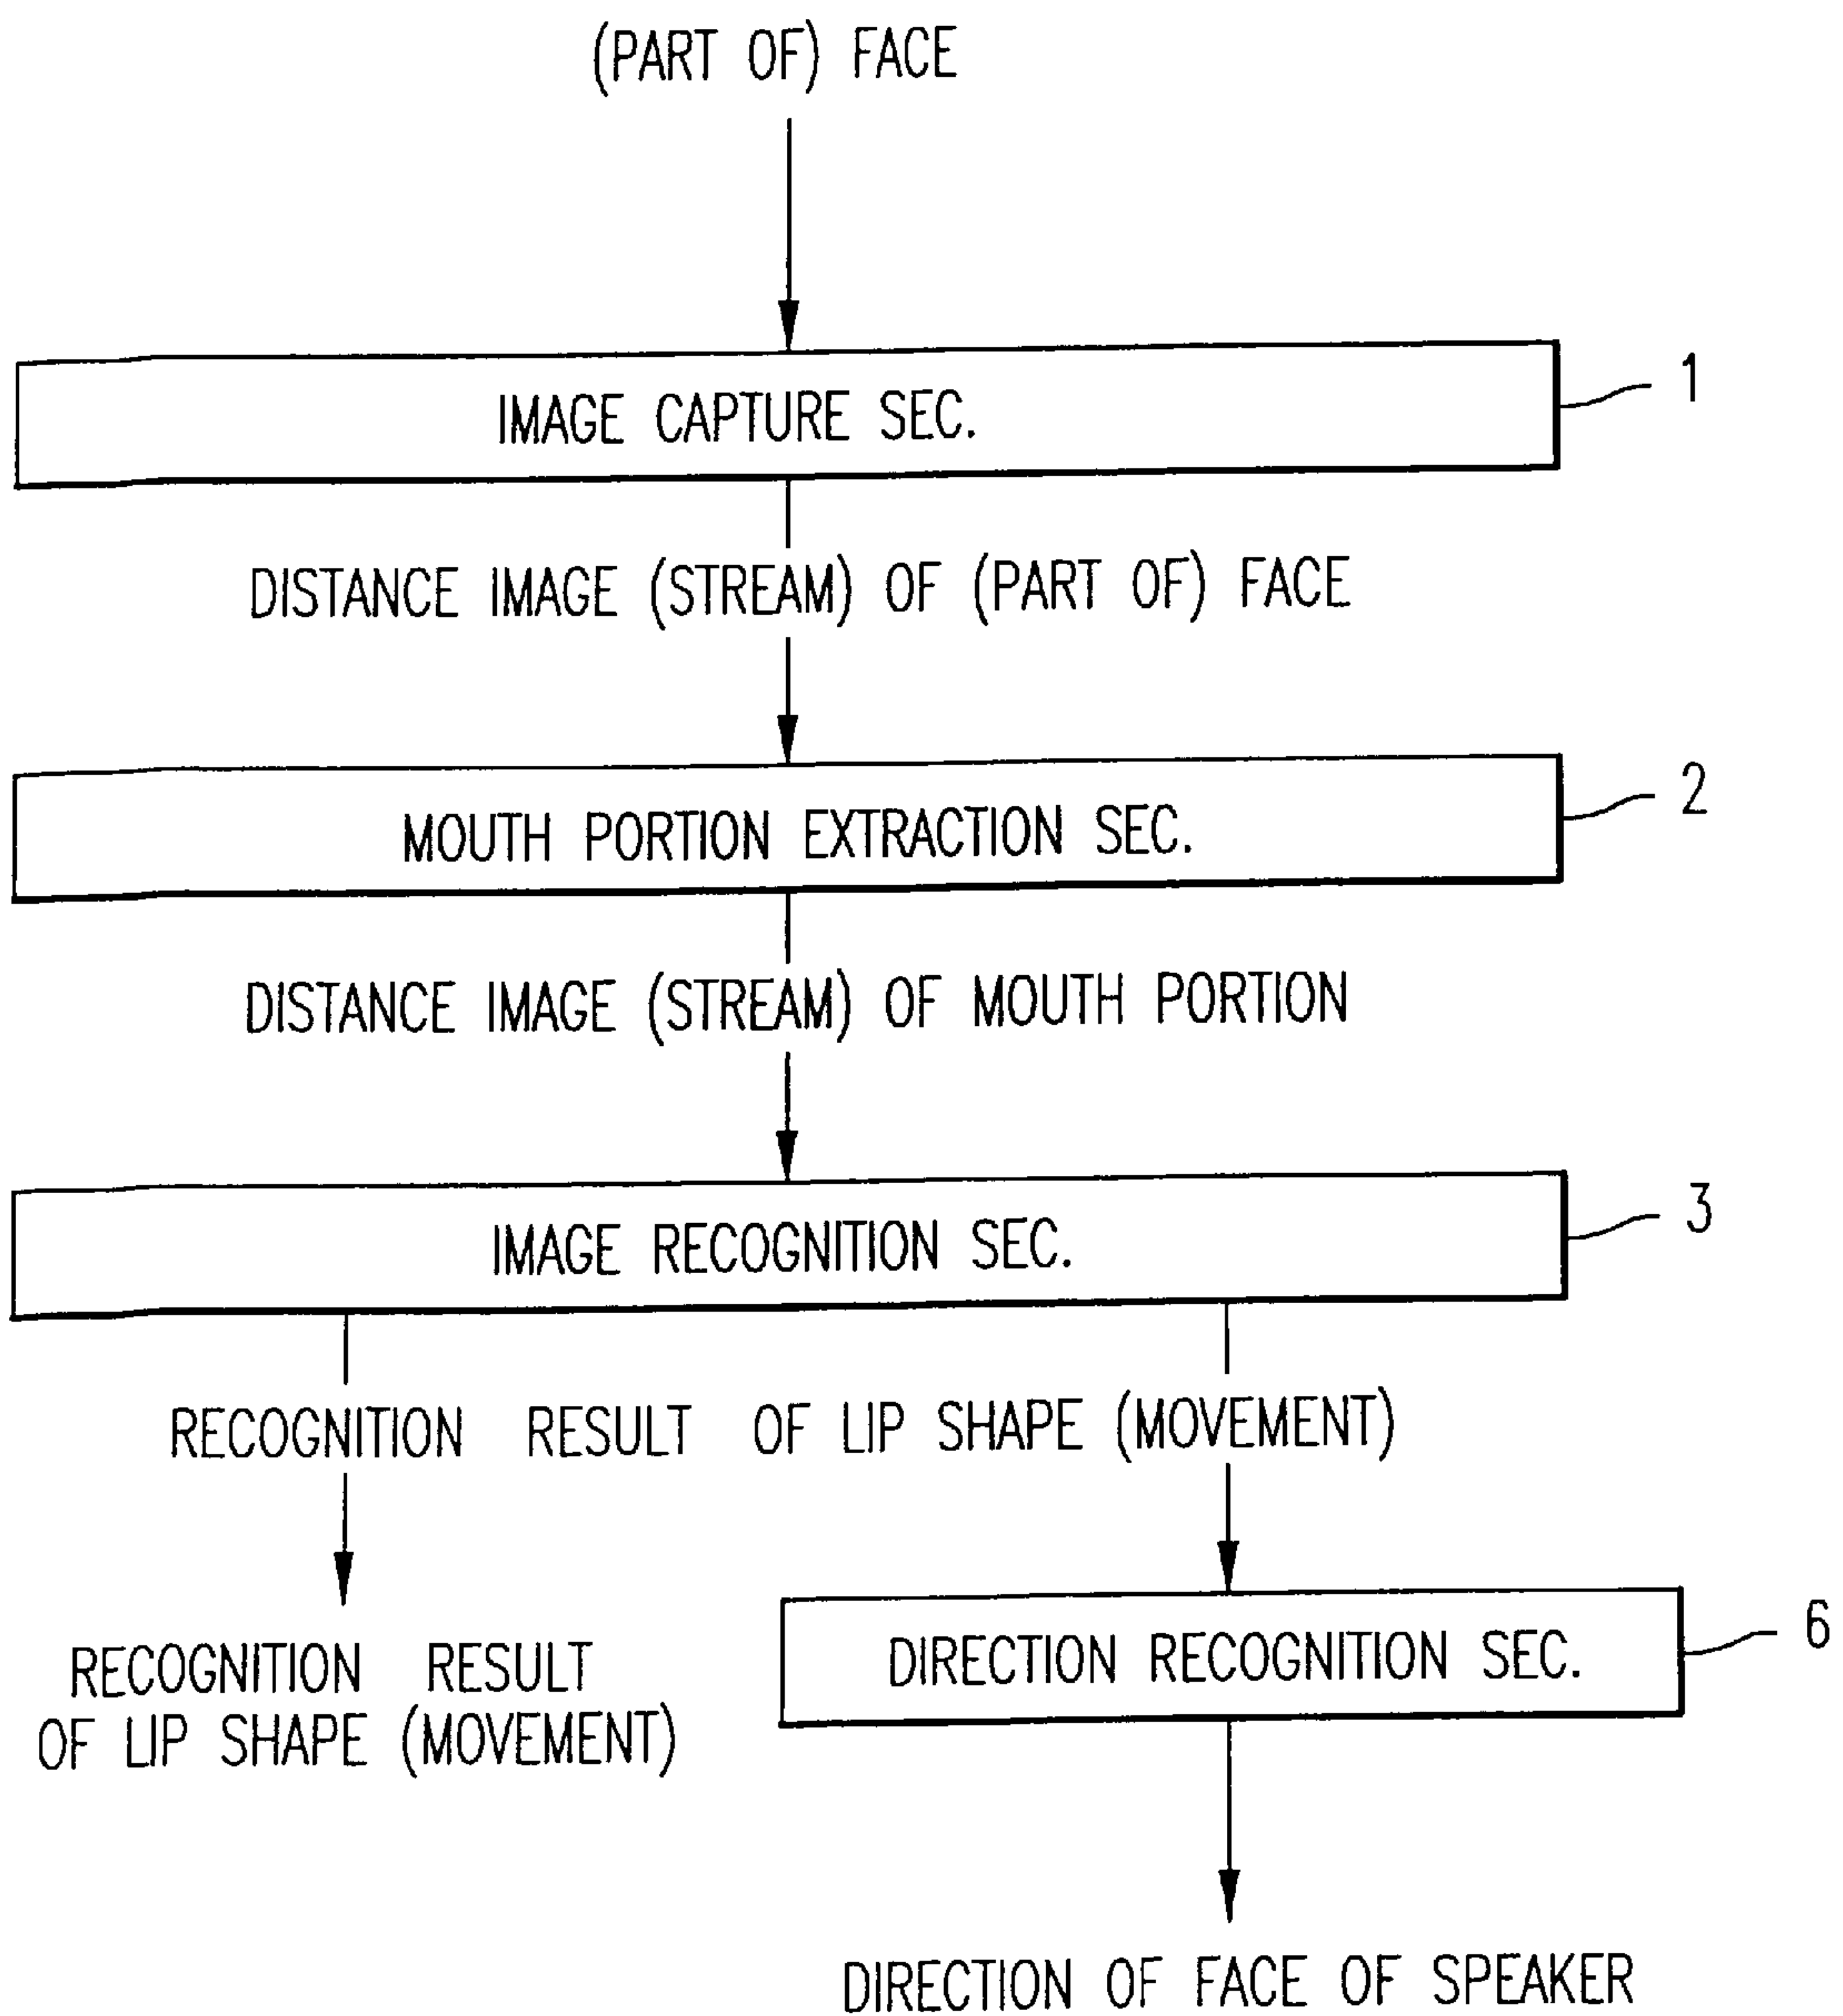 (PART OF) FACE
IMAGE CAPTURE SEC.
1
DISTANCE IMAGE (STREAM) OF (PART OF) FACE
MOUTH PORTION EXTRACTION SEC.
2
DISTANCE IMAGE (STREAM) OF MOUTH PORTION
IMAGE RECOGNITION SEC.
3
RECOGNITION RESULT OF LIP SHAPE (MOVEMENT)
RECOGNITION RESULT
OF LIP SHAPE (MOVEMENT)
DIRECTION RECOGNITION SEC.
6
DIRECTION OF FACE OF SPEAKER